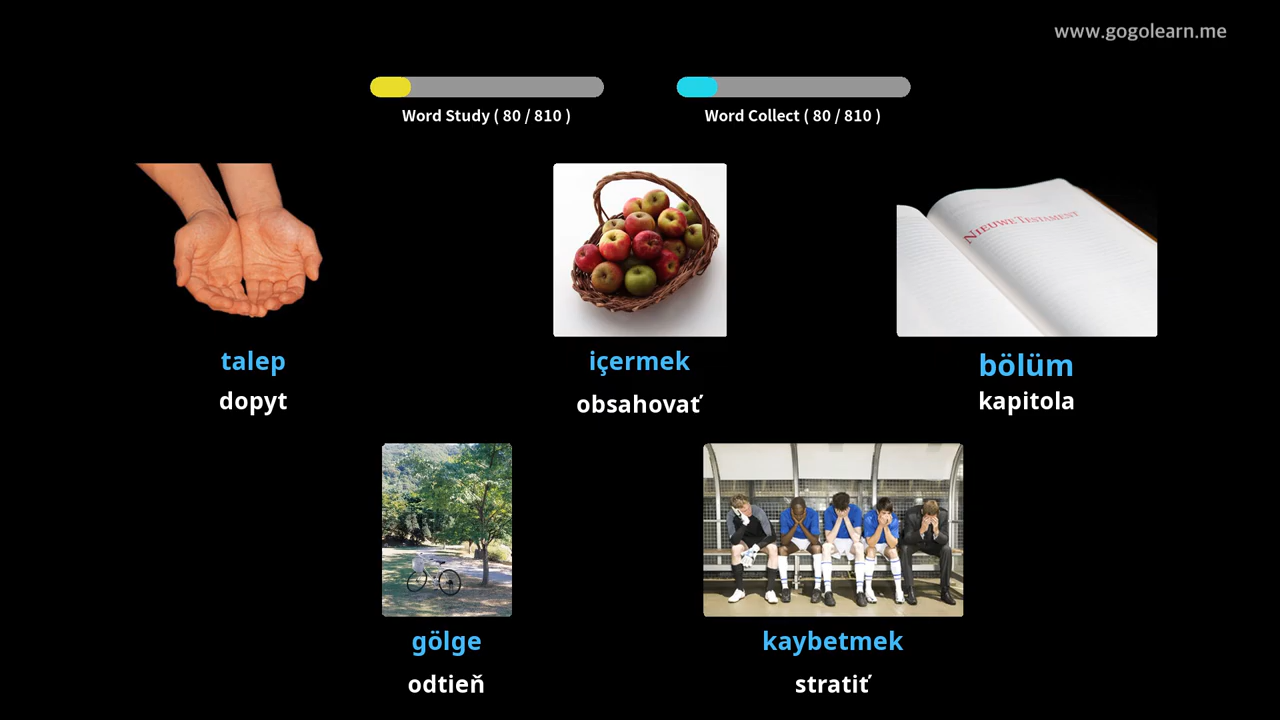 www.gogolearn.me
Word Study ( 80 / 810 )
Word Collect ( 80 / 810 )
NIEUWE TESTAMENT
talep
dopyt
içermek
obsahovať
bölüm
kapitola
gölge
odtieň
kaybetmek
stratiť